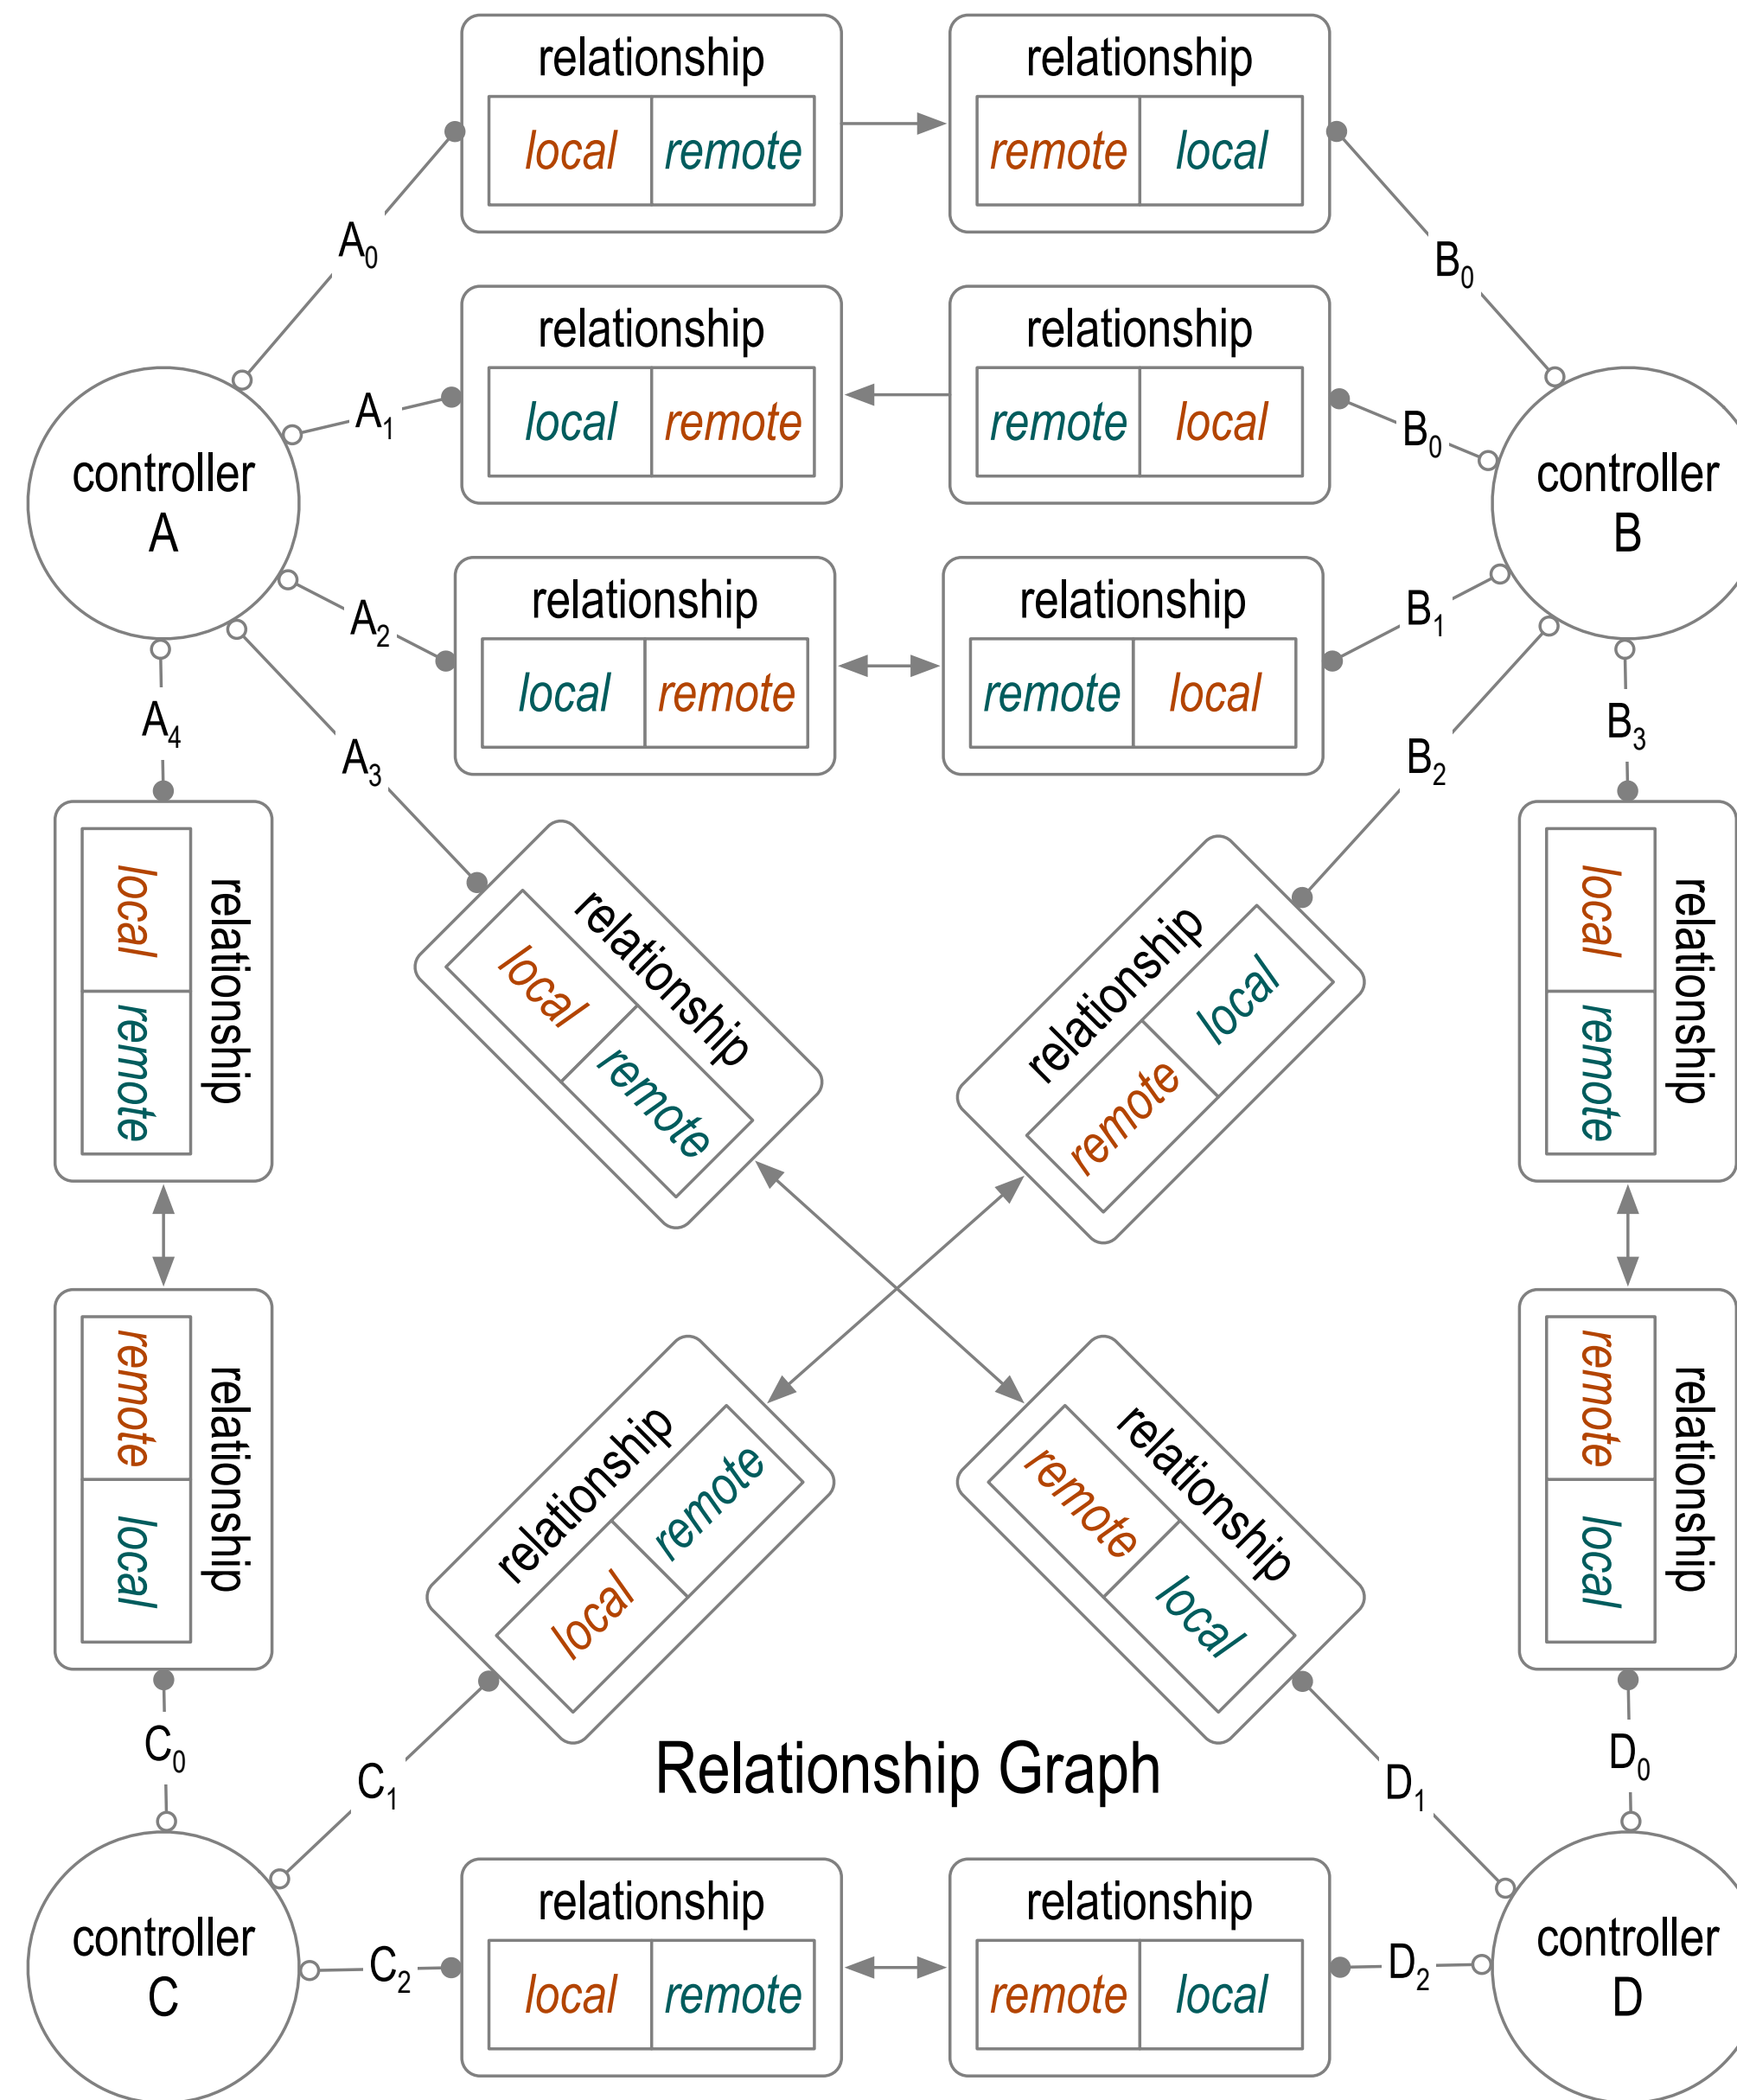 relationship relationship
local remote remote local
A0 B0
relationship relationship
local remote remote local
A1 B0
controller A
controller B
relationship relationship
local remote remote local
A2 B1
A4 A3 B2 B3
local remote relationship
local remote relationship
relationship remote local
local remote relationship
remote local relationship
relationship local remote
remote local relationship
remote local relationship
Relationship Graph
C0 C1 D1 D0
relationship relationship
local remote remote local
C2 D2
controller C
controller D